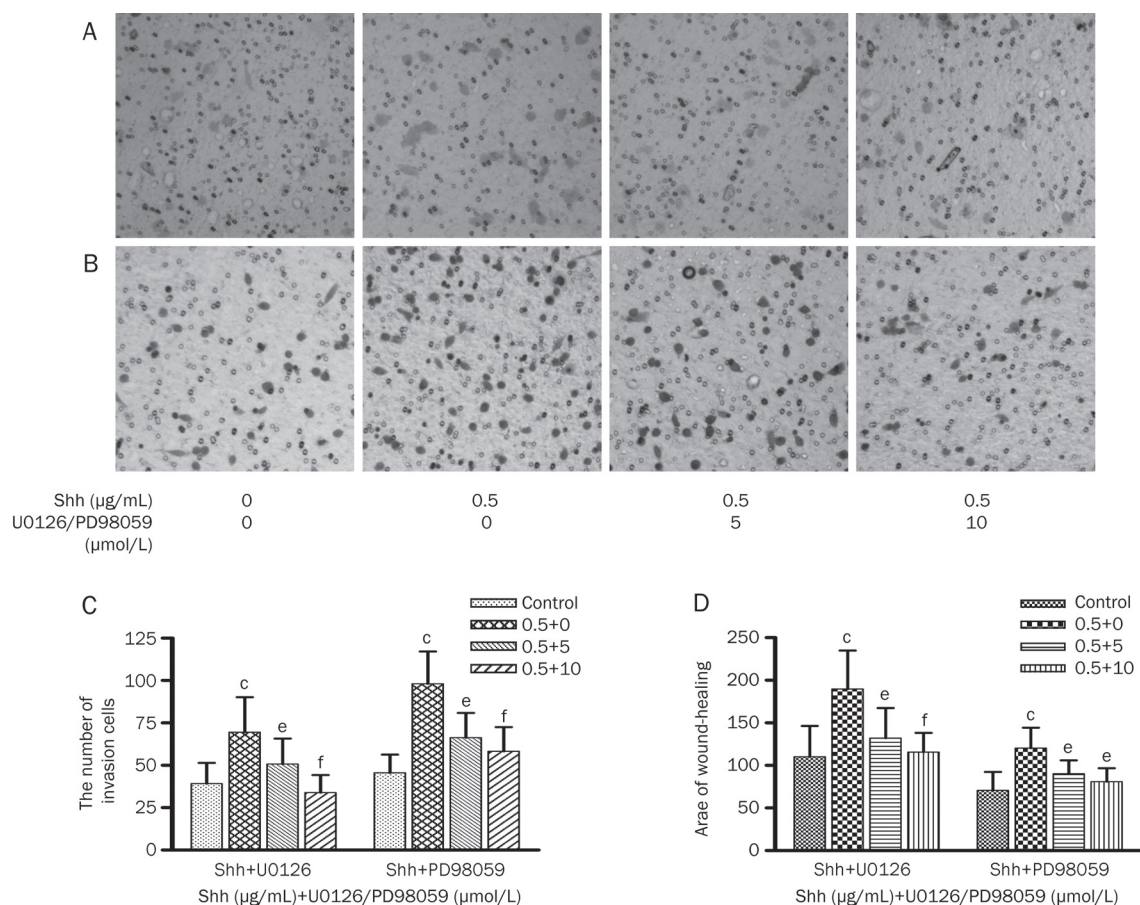 A
B
Shh (µg/mL) 0 0.5 0.5 0.5
U0126/PD98059 0 0 5 10
(µmol/L)
C
Control
0.5+0
0.5+5
0.5+10
The number of
invasion cells
125
100
75
50
25
0
c
e
f
c
e
f
Shh+U0126 Shh+PD98059
Shh (µg/mL)+U0126/PD98059 (µmol/L)
D
Control
0.5+0
0.5+5
0.5+10
Arae of wound-healing
250
200
150
100
50
0
c
e
f
c
e
e
Shh+U0126 Shh+PD98059
Shh (µg/mL)+U0126/PD98059 (µmol/L)